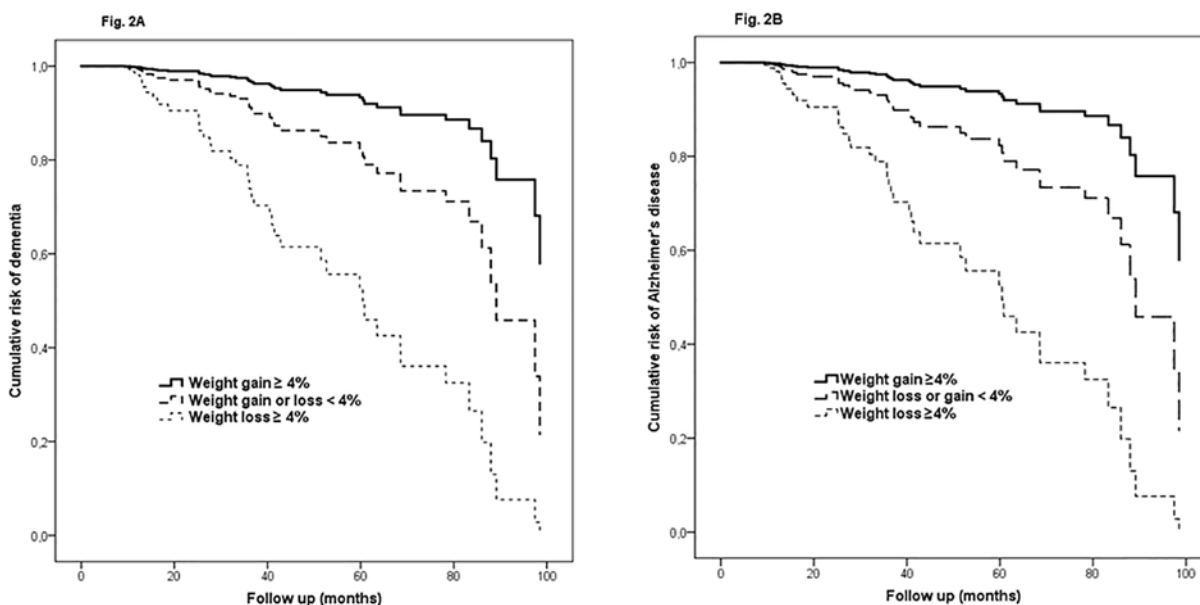 Fig. 2A
Cumulative risk of dementia
1,0
0,8
0,6
0,4
0,2
0,0
Weight gain ≥ 4%
Weight gain or loss < 4%
Weight loss ≥ 4%
0 20 40 60 80 100
Follow up (months)
Fig. 2B
Cumulative risk of Alzheimer's disease
1,0
0,8
0,6
0,4
0,2
0,0
Weight gain ≥4%
Weight loss or gain < 4%
Weight loss ≥4%
0 20 40 60 80 100
Follow up (months)